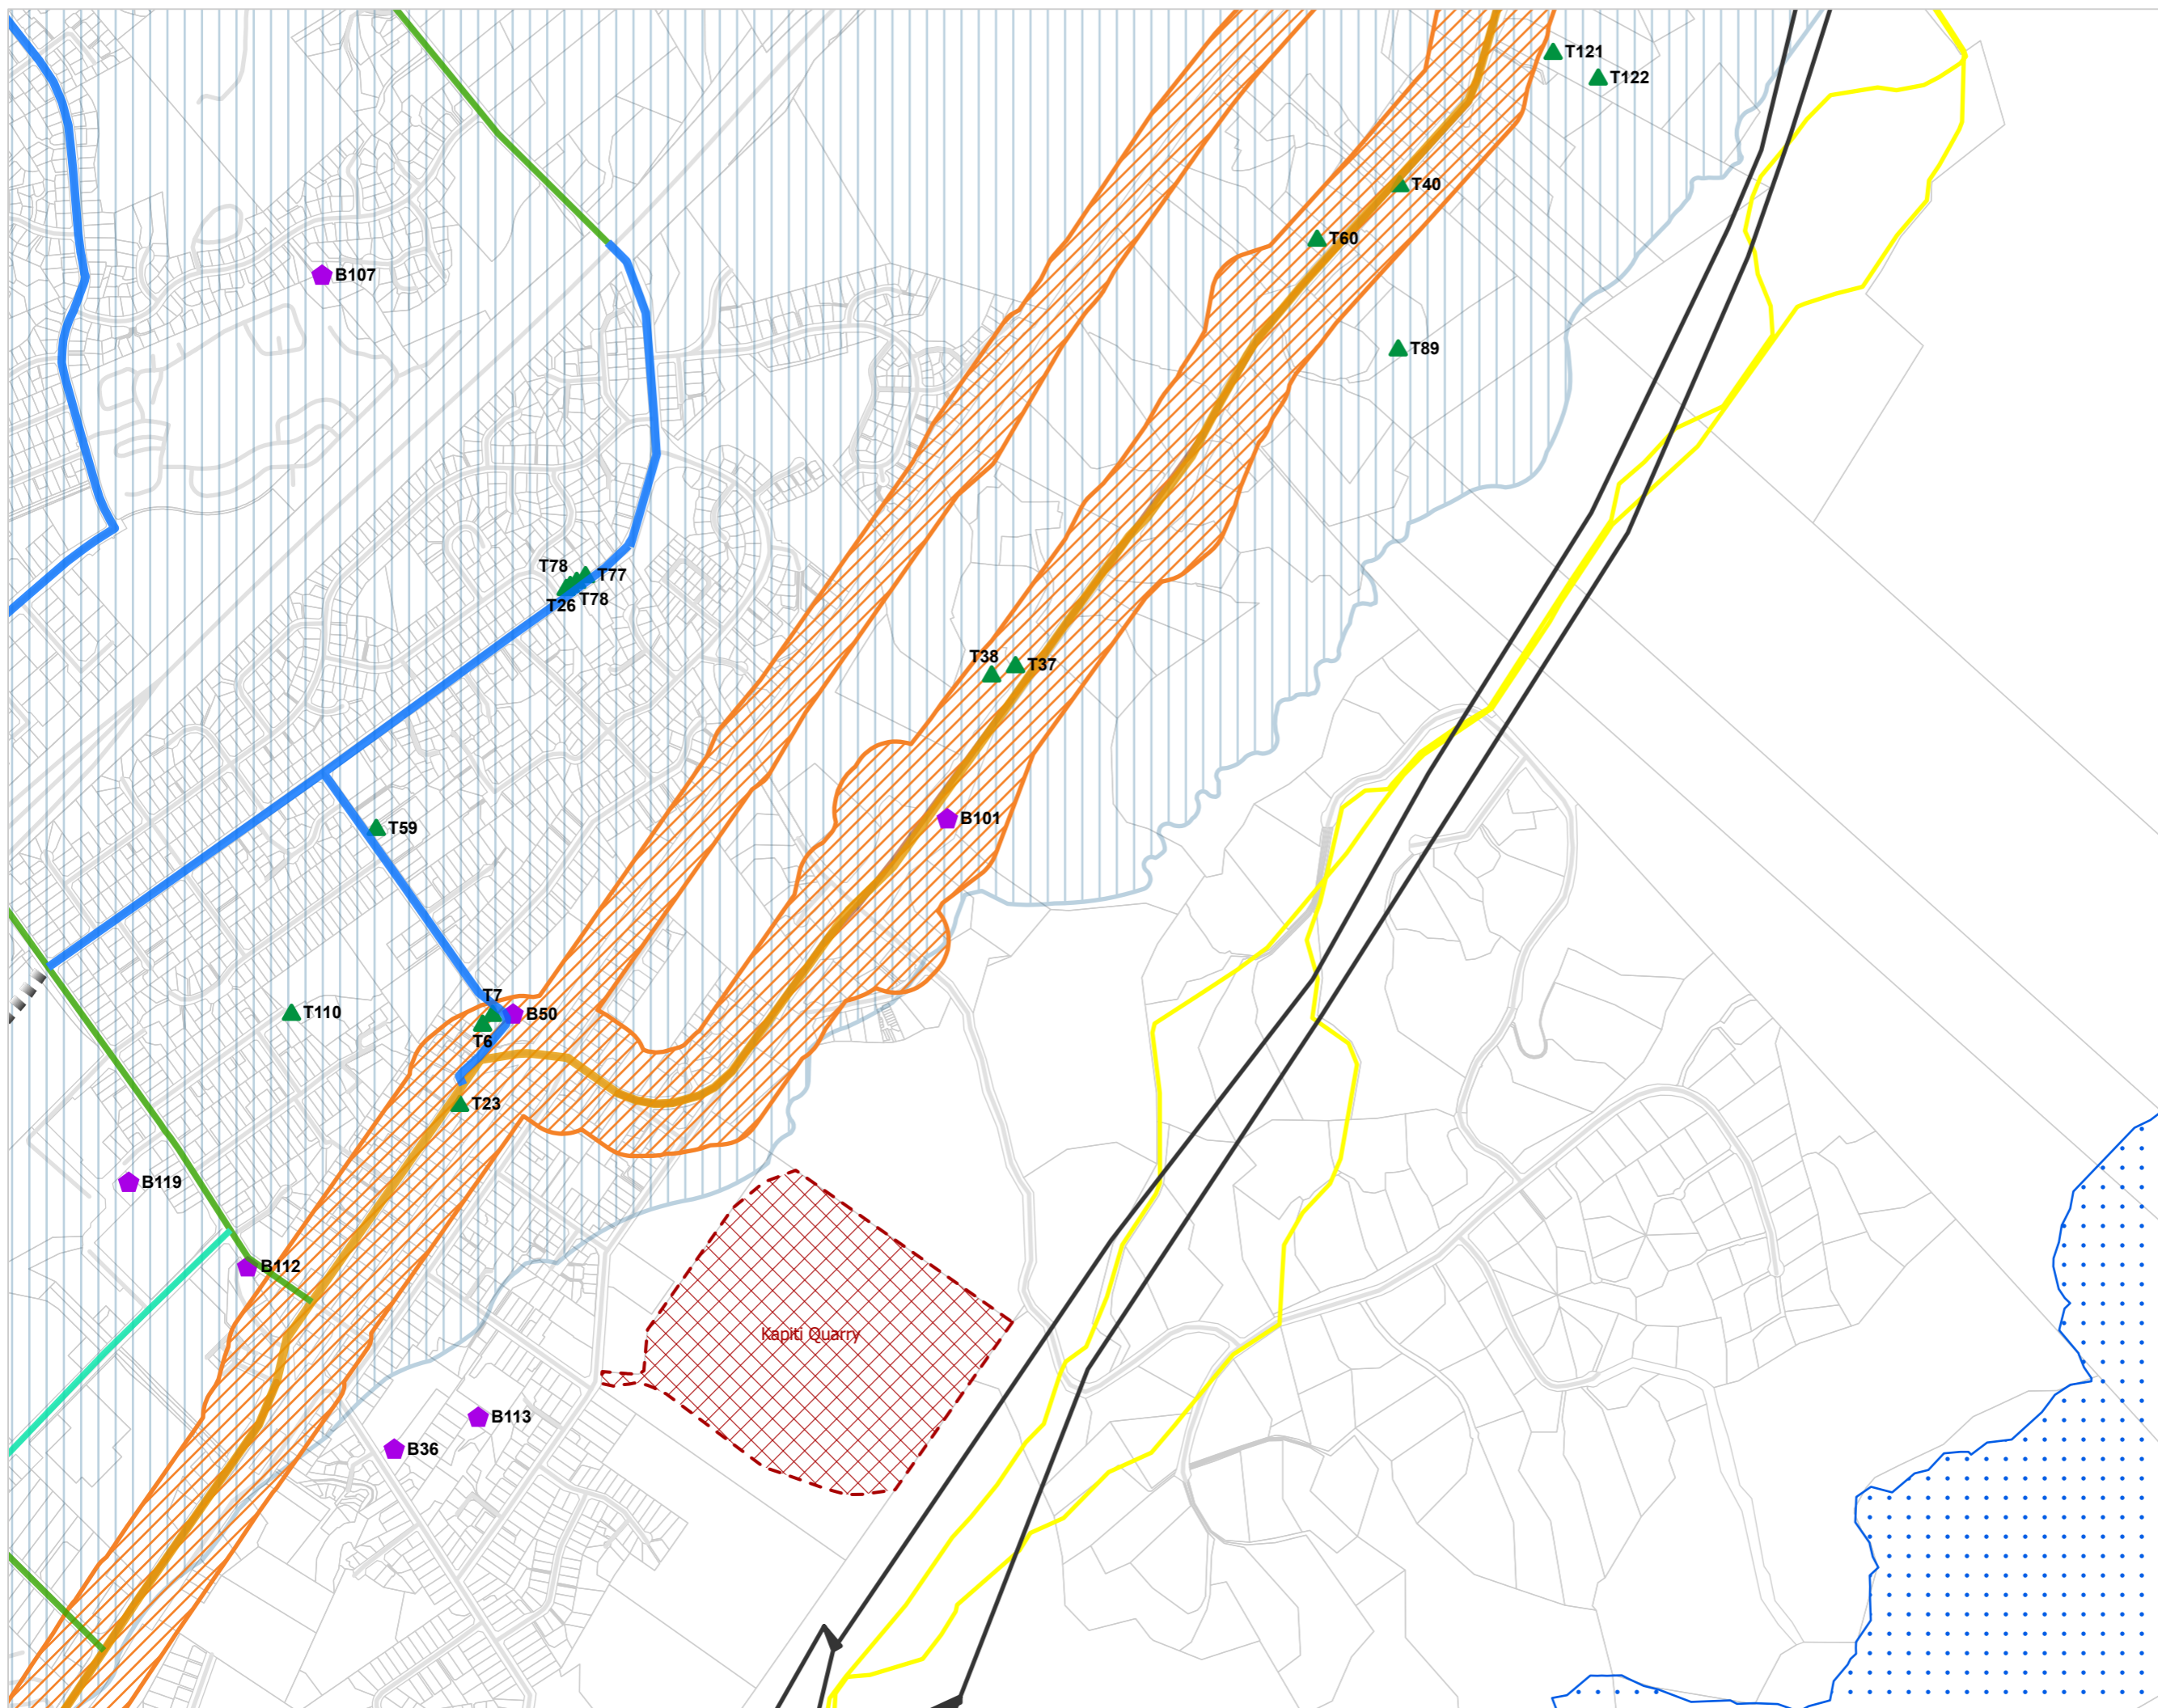 T121
T122
T40
T60
B107
T89
T78
T77
T26
T78
T38
T37
B101
T59
T7
B50
T110
T6
T23
B119
B112
Kapiti Quarry
B113
B36